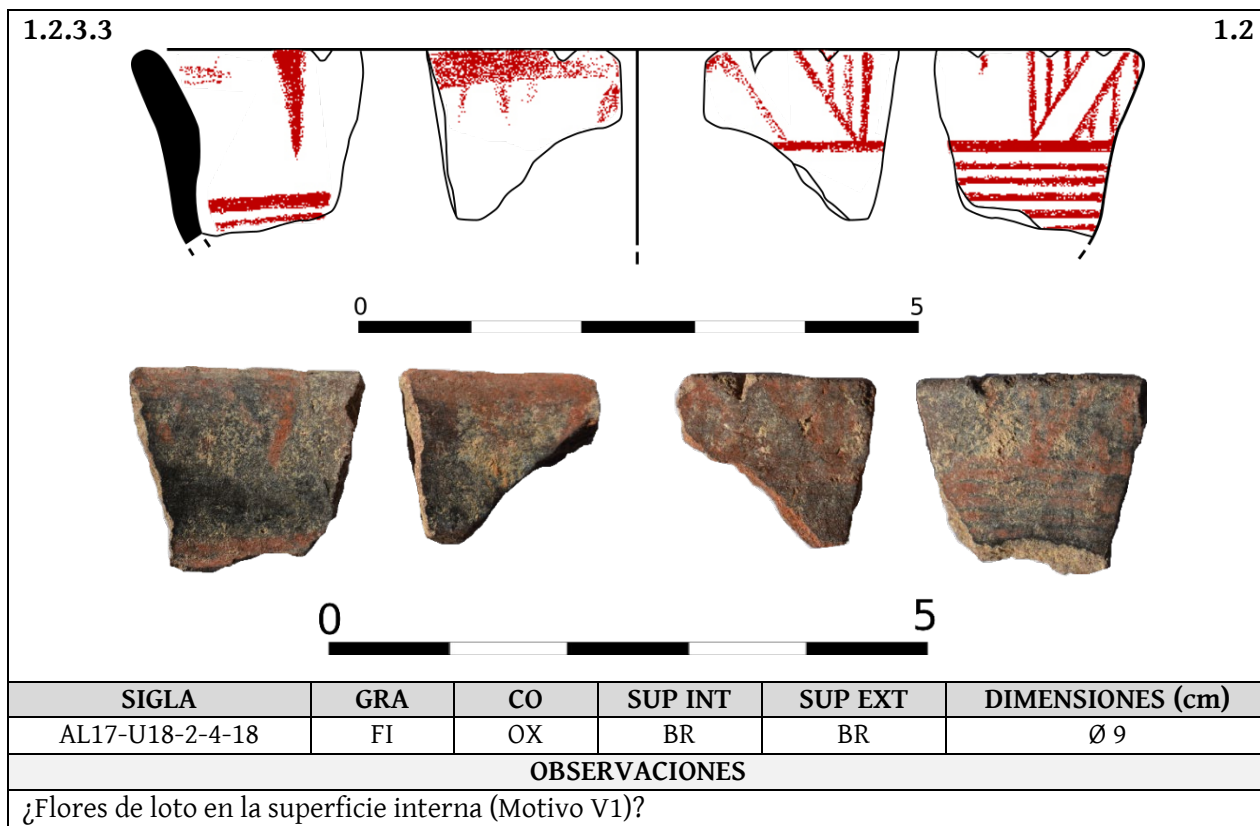 1.2.3.3 1.2
0 5
0 5
SIGLA GRA CO SUP INT SUP EXT DIMENSIONES (cm)
AL17-U18-2-4-18 FI OX BR BR Ø 9
OBSERVACIONES
¿Flores de loto en la superficie interna (Motivo V1)?